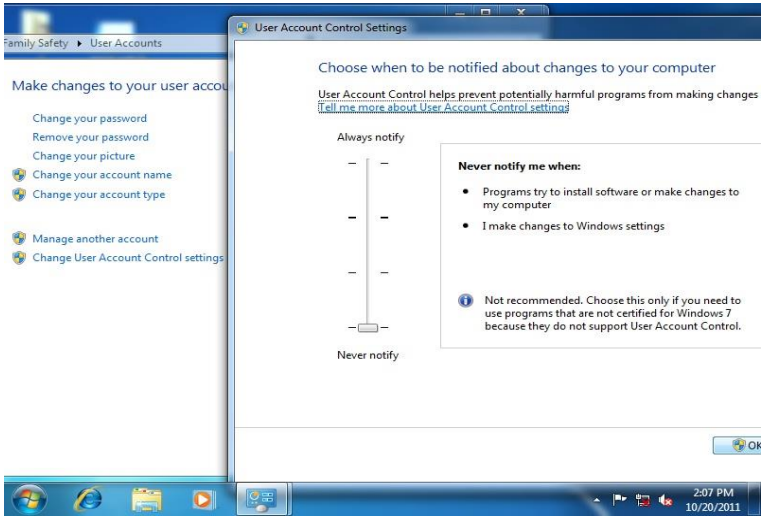 Family Safety ▸ User Accounts
Make changes to your user accou
Change your password
Remove your password
Change your picture
Change your account name
Change your account type
Manage another account
Change User Account Control settings
User Account Control Settings
Choose when to be notified about changes to your computer
User Account Control helps prevent potentially harmful programs from making changes
Tell me more about User Account Control settings
Always notify
Never notify me when:
• Programs try to install software or make changes to
my computer
• I make changes to Windows settings
Not recommended. Choose this only if you need to
use programs that are not certified for Windows 7
because they do not support User Account Control.
Never notify
OK
2:07 PM
10/20/2011